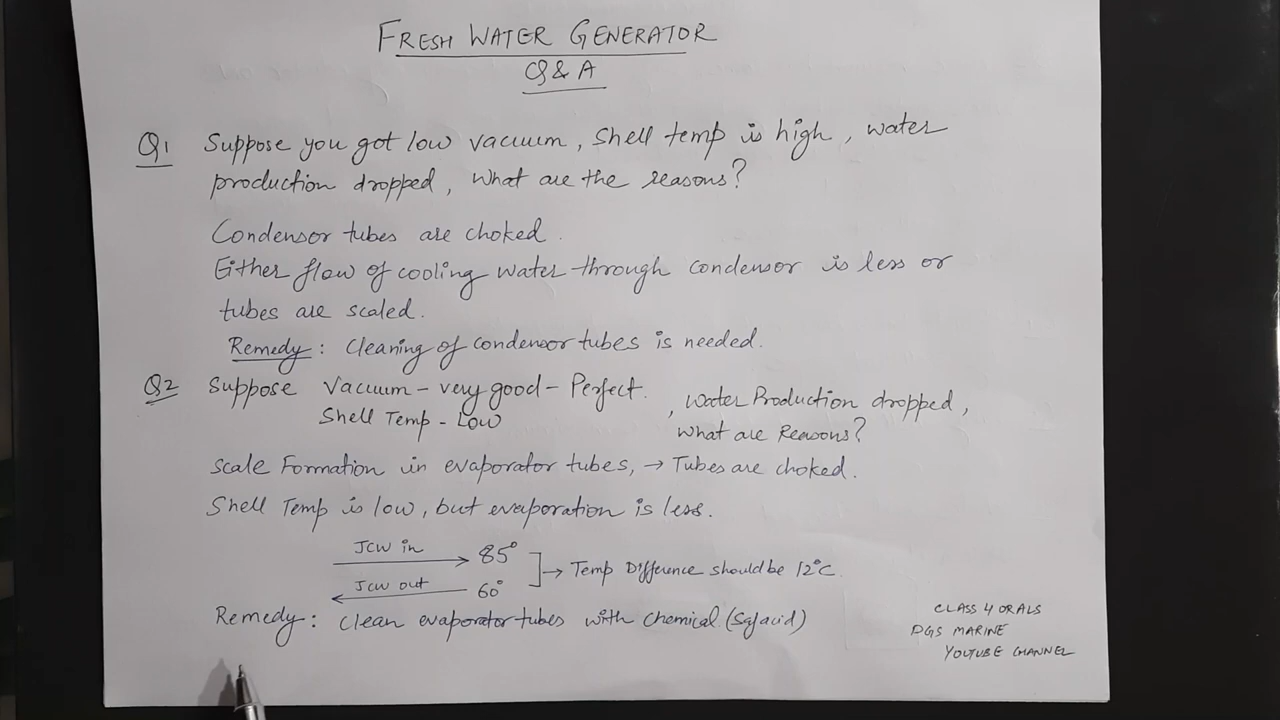 FRESH WATER GENERATOR
Q & A
Q1 Suppose you got low vacuum, Shell temp is high, water
production dropped, What are the reasons?
Condensor tubes are choked.
Either flow of cooling water through condensor is less or
tubes are scaled.
Remedy: Cleaning of condensor tubes is needed.
Q2 Suppose Vacuum - very good - Perfect.
Shell Temp - Low
, Water Production dropped,
What are Reasons?
Scale Formation in evaporator tubes, → Tubes are choked.
Shell Temp is low, but evaporation is less.
JCW in 85°
JCW out 60°
→ Temp Difference should be 12°C.
Remedy: Clean evaporator tubes with chemical (Safacid)
CLASS 4 ORALS
DGS MARINE
YOUTUBE CHANNEL